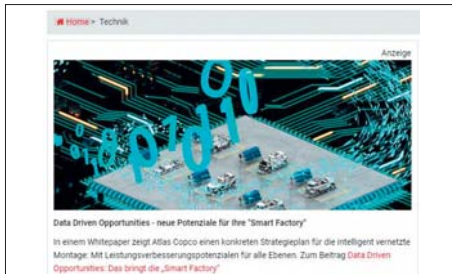 Home > Technik
Anzeige
Data Driven Opportunities - neue Potenziale für Ihre "Smart Factory"
In einem Whitepaper zeigt Atlas Copco einen konkreten Strategieplan für die intelligent vernetzte
Montage: Mit Leistungsverbesserungspotenzialen für alle Ebenen. Zum Beitrag Data Driven
Opportunities: Das bringt die „Smart Factory"